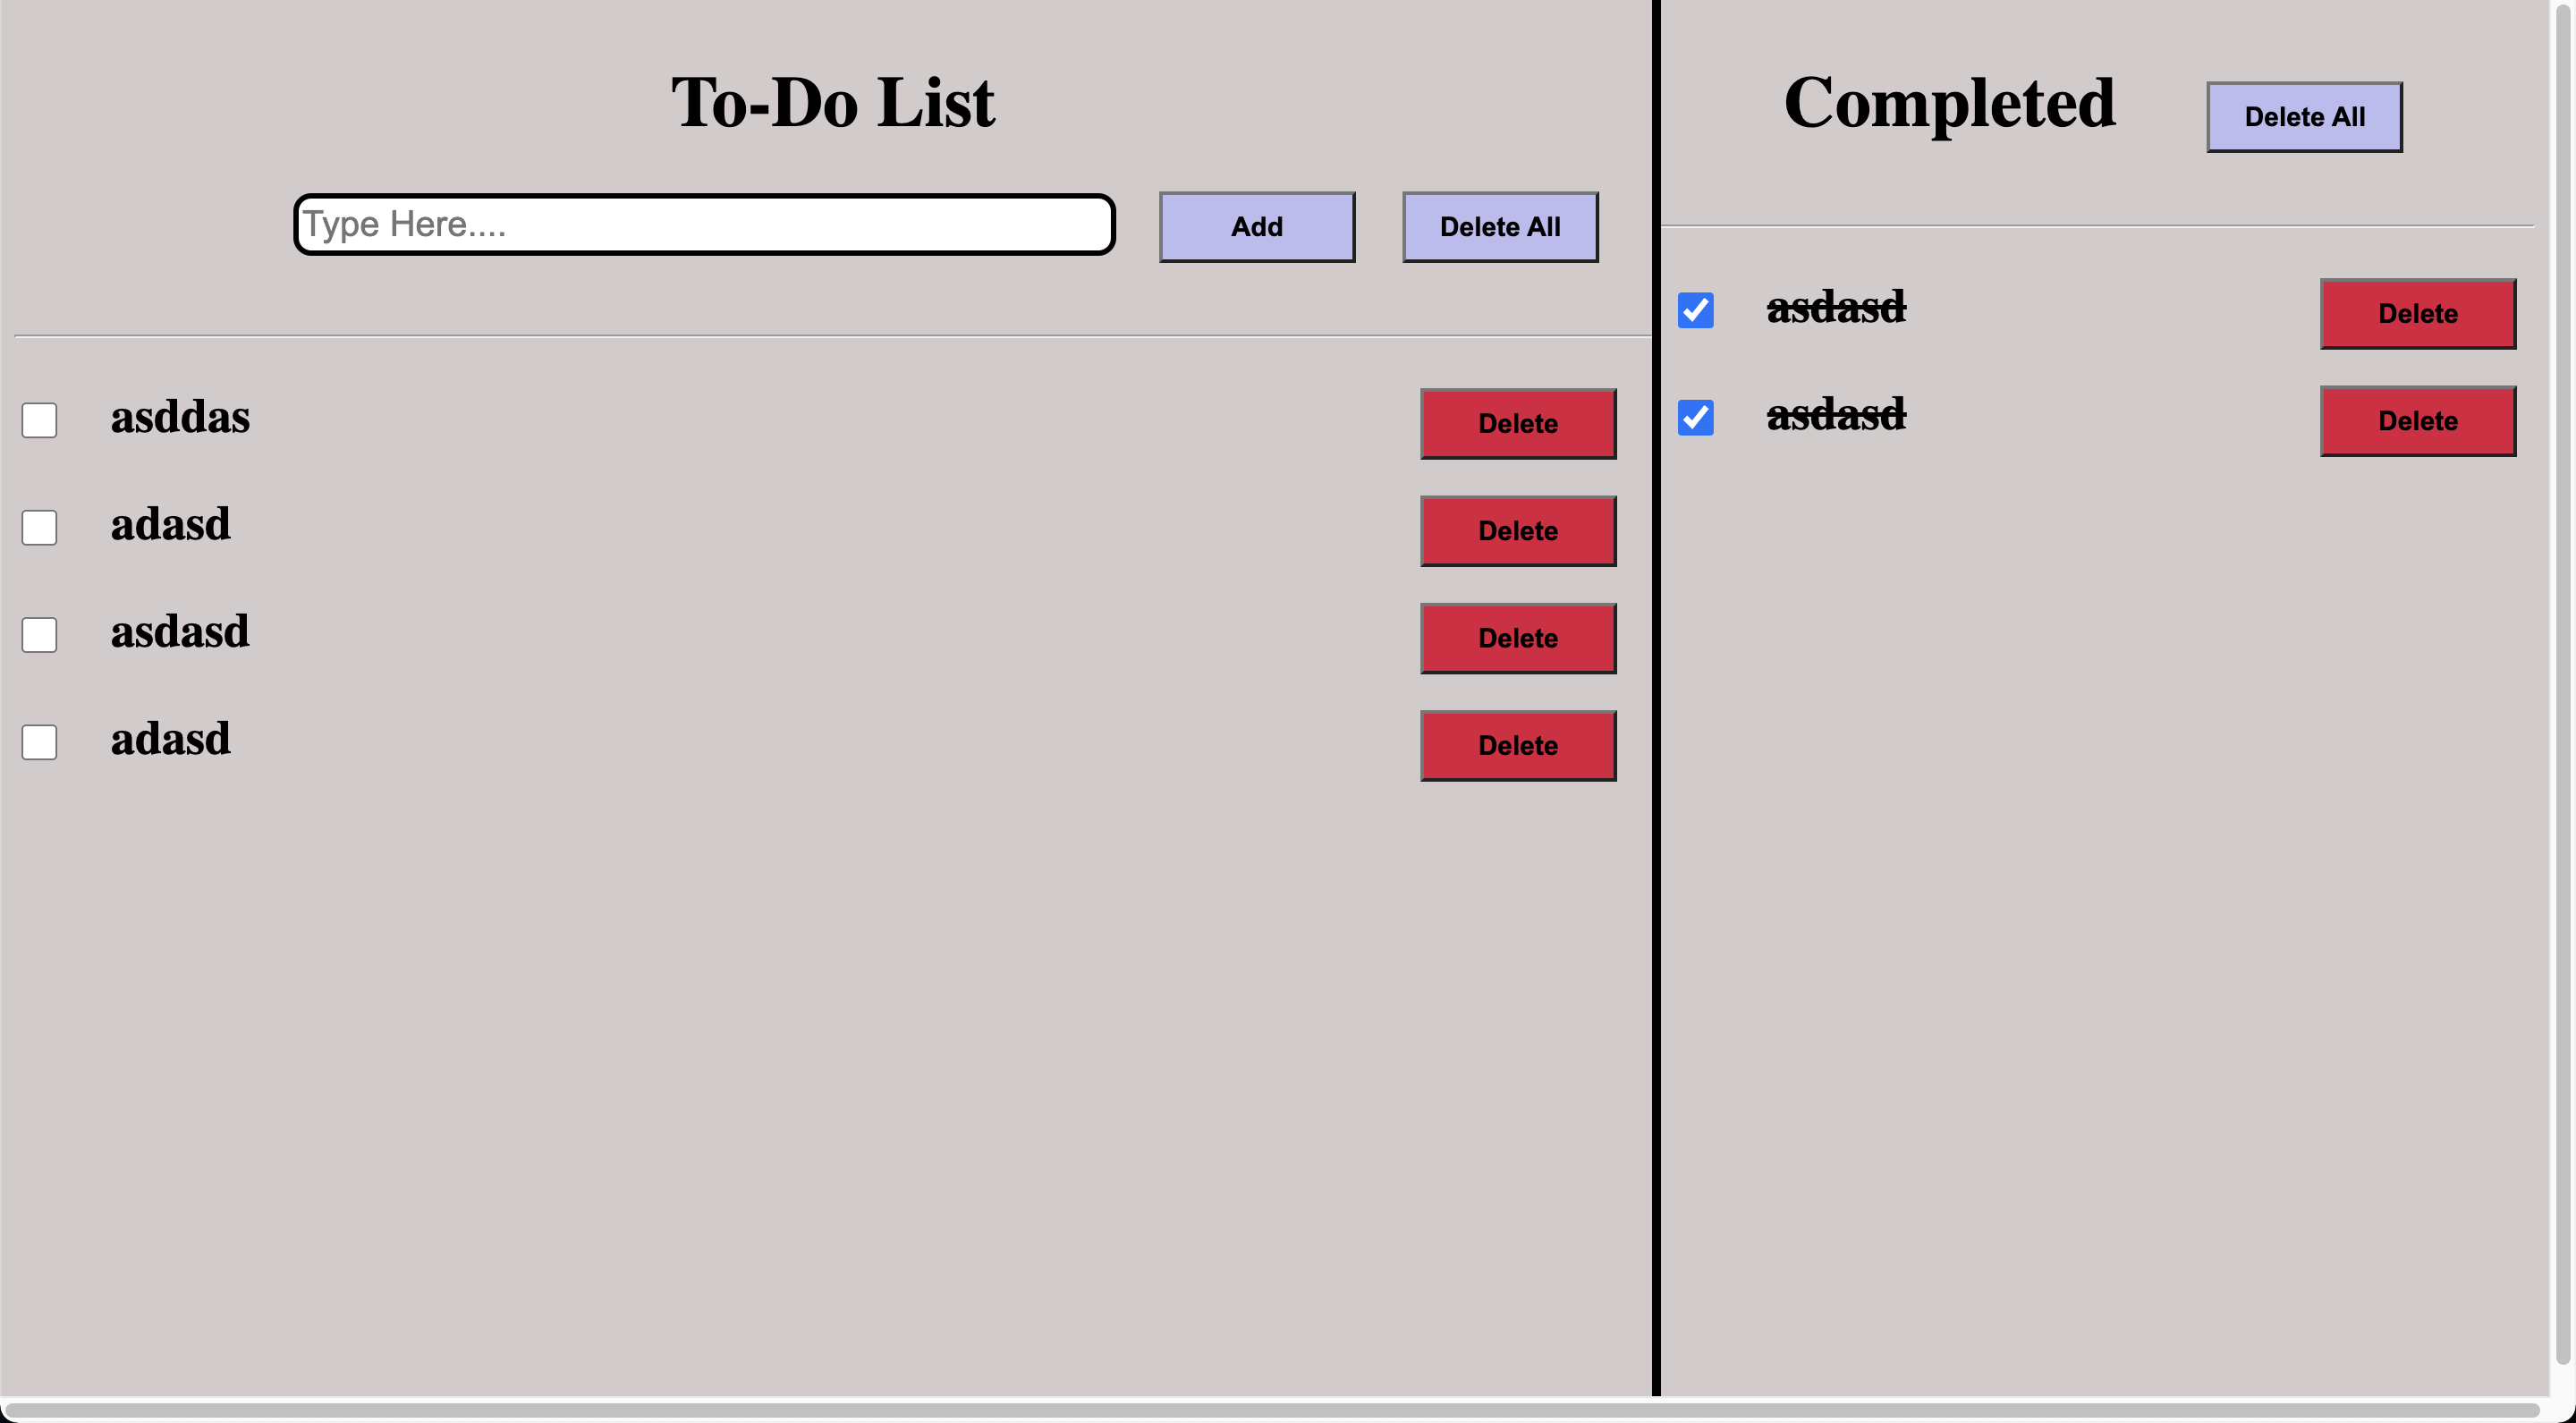 To-Do List
Type Here....
Add
Delete All
asddas
Delete
adasd
Delete
asdasd
Delete
adasd
Delete
Completed
Delete All
asdasd
Delete
asdasd
Delete